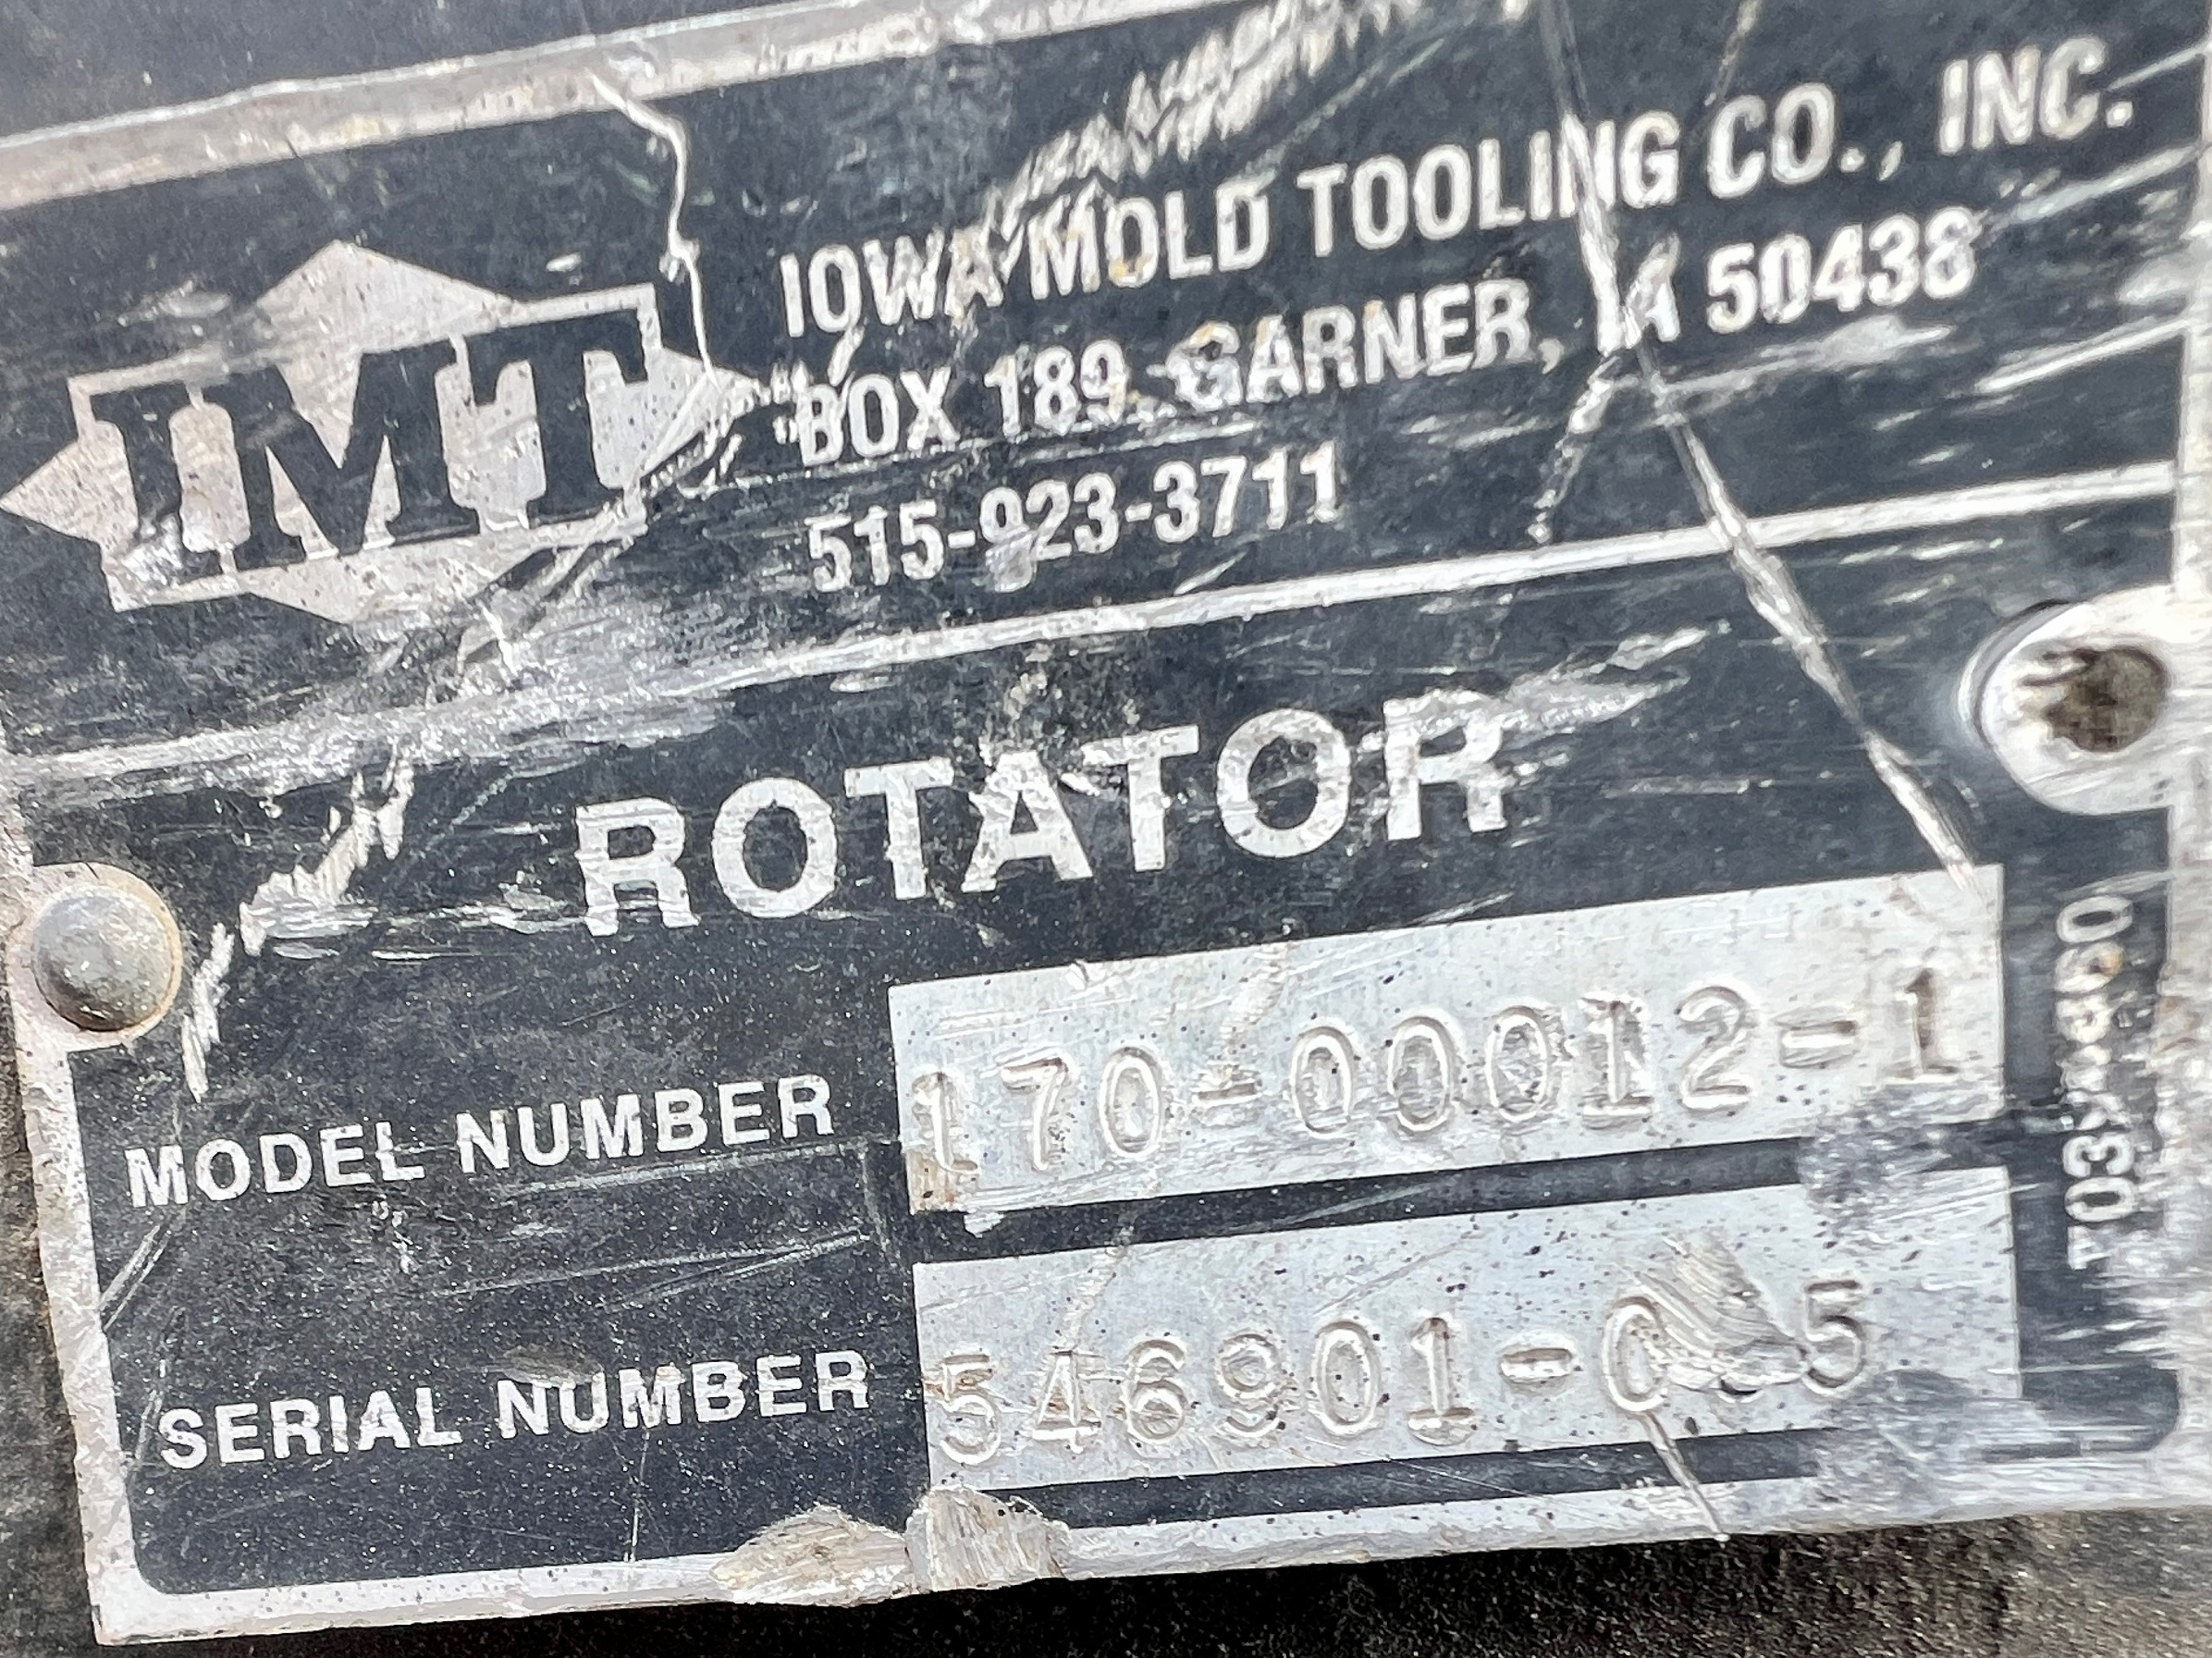 IMT
IOWA MOLD TOOLING CO., INC.
BOX 189 GARNER, IA 50438
515-923-3711
ROTATOR
MODEL NUMBER 170-00012-1
SERIAL NUMBER